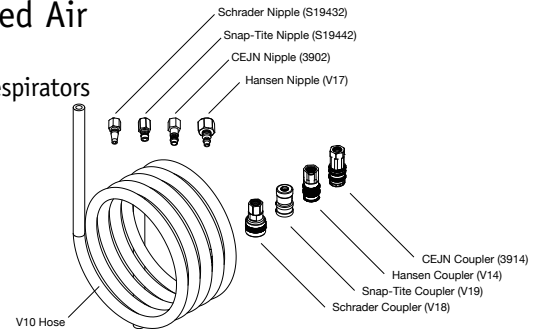 ed Air
espirators
Schrader Nipple (S19432)
Snap-Tite Nipple (S19442)
CEJN Nipple (3902)
Hansen Nipple (V17)
CEJN Coupler (3914)
Hansen Coupler (V14)
Snap-Tite Coupler (V19)
Schrader Coupler (V18)
V10 Hose